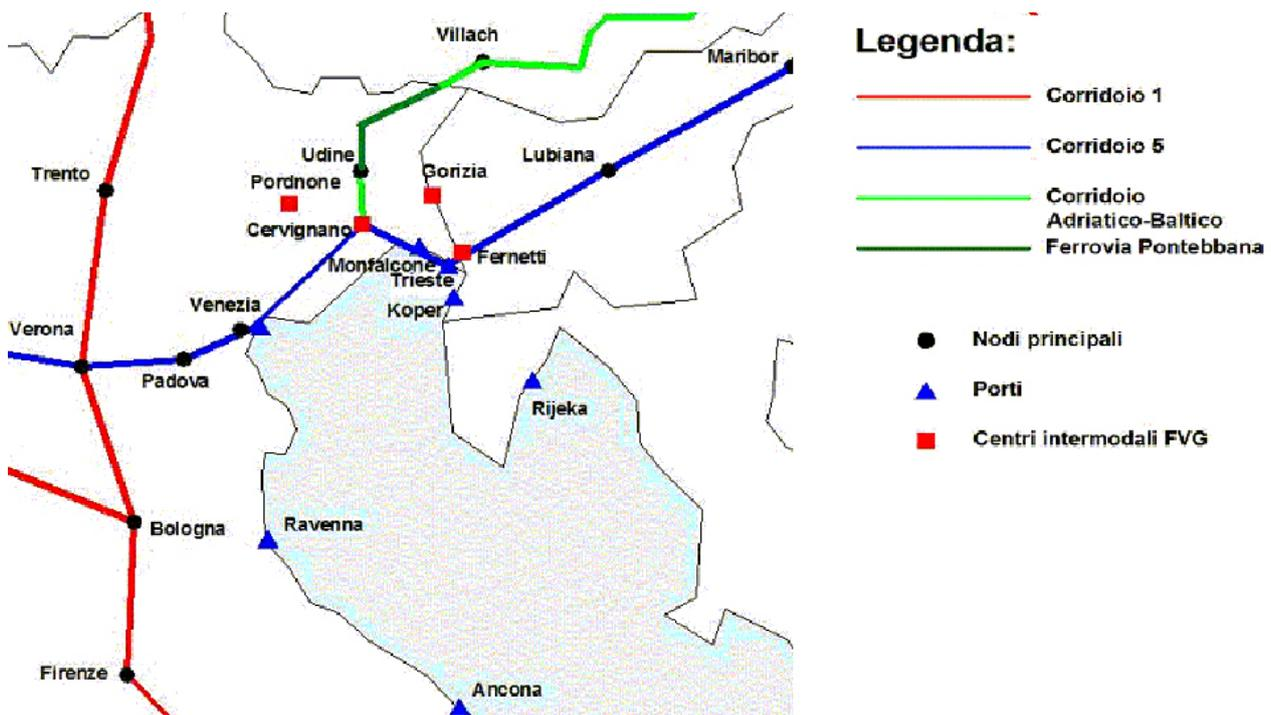 Villach
Maribor
Trento
Udine
Lubiana
Pordnone
Gorizia
Cervignano
Monfalcone
Fernetti
Trieste
Koper
Venezia
Verona
Padova
Rijeka
Bologna
Ravenna
Firenze
Ancona
Legenda:
Corridoio 1
Corridoio 5
Corridoio
Adriatico-Baltico
Ferrovia Pontebbana
Nodi principali
Porti
Centri intermodali FVG